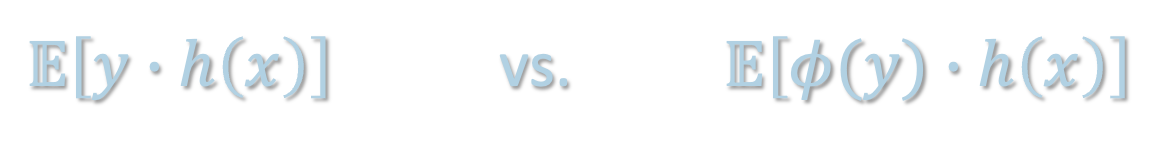 𝔼[𝑦 · ℎ(𝑥)] vs. 𝔼[𝜙(𝑦) · ℎ(𝑥)]